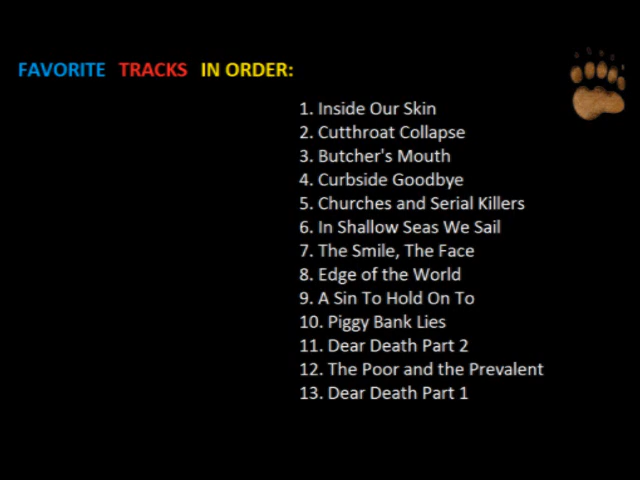 FAVORITE TRACKS IN ORDER:
1. Inside Our Skin
2. Cutthroat Collapse
3. Butcher's Mouth
4. Curbside Goodbye
5. Churches and Serial Killers
6. In Shallow Seas We Sail
7. The Smile, The Face
8. Edge of the World
9. A Sin To Hold On To
10. Piggy Bank Lies
11. Dear Death Part 2
12. The Poor and the Prevalent
13. Dear Death Part 1